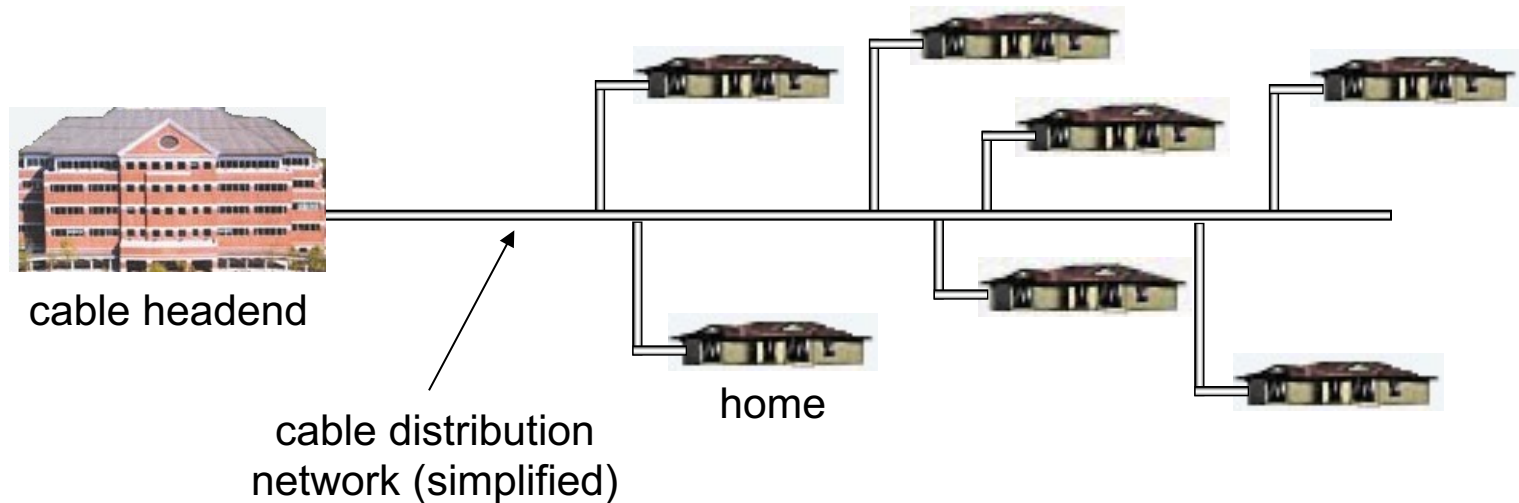 cable headend
home
cable distribution
network (simplified)